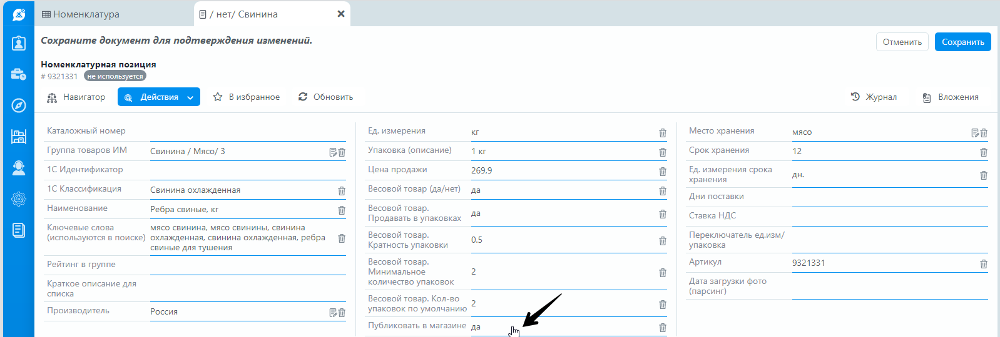 Номенклатура
/ нет/ Свинина
Сохраните документ для подтверждения изменений.
Отменить
Сохранить
Номенклатурная позиция
# 9321331 не используется
Навигатор
Действия
В избранное
Обновить
Журнал
Вложения
Каталожный номер
Группа товаров ИМ Свинина / Мясо/ 3
1С Идентификатор
1С Классификация Свинина охлажденная
Наименование Ребра свиные, кг
Ключевые слова
(используются в поиске)
мясо свинина, мясо свинины, свинина
охлажденная, свинина охлажденная, ребра
свиные для тушения
Рейтинг в группе
Краткое описание для
списка
Производитель Россия
Ед. измерения кг
Упаковка (описание) 1 кг
Цена продажи 269,9
Весовой товар (да/нет) да
Весовой товар.
Продавать в упаковках
да
Весовой товар.
Кратность упаковки
0.5
Весовой товар.
Минимальное
количество упаковок
2
Весовой товар. Кол-во
упаковок по умолчанию
2
Публиковать в магазине да
Место хранения мясо
Срок хранения 12
Ед. измерения срока
хранения
дн.
Дни поставки
Ставка НДС
Переключатель ед.изм/
упаковка
Артикул 9321331
Дата загрузки фото
(парсинг)